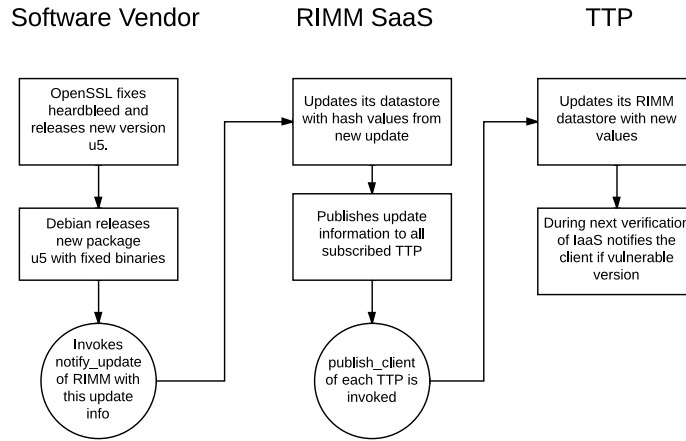 Software Vendor
OpenSSL fixes
heardbleed and
releases new version
u5.
Debian releases
new package
u5 with fixed binaries
Invokes
notify_update
of RIMM with
this update
info
RIMM SaaS
Updates its datastore
with hash values from
new update
Publishes update
information to all
subscribed TTP
publish_client
of each TTP is
invoked
TTP
Updates its RIMM
datastore with new
values
During next verification
of IaaS notifies the
client if vulnerable
version